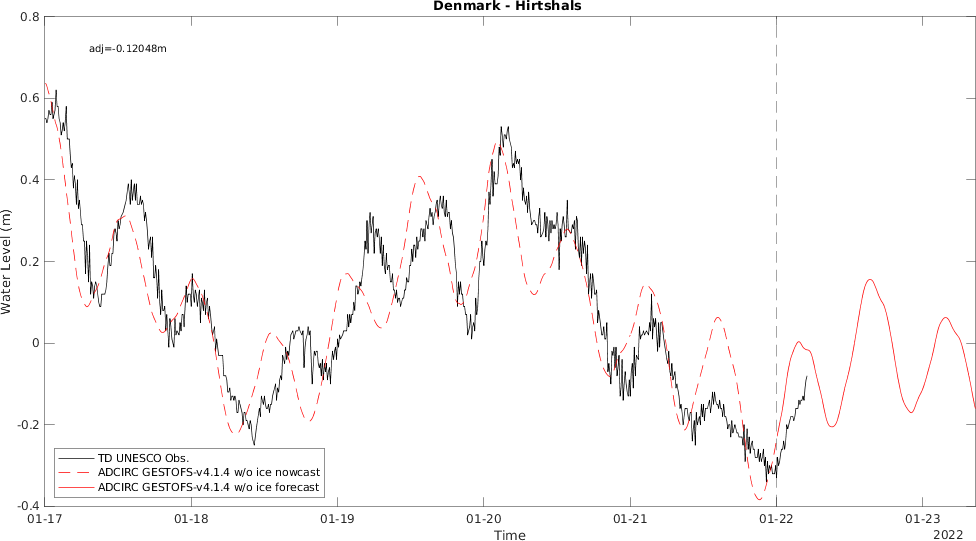 Denmark - Hirtshals
adj=-0.12048m
Water Level (m)
0.8
0.6
0.4
0.2
0
-0.2
-0.4
TD UNESCO Obs.
ADCIRC GESTOFS-v4.1.4 w/o ice nowcast
ADCIRC GESTOFS-v4.1.4 w/o ice forecast
01-17 01-18 01-19 01-20 01-21 01-22 01-23
Time
2022